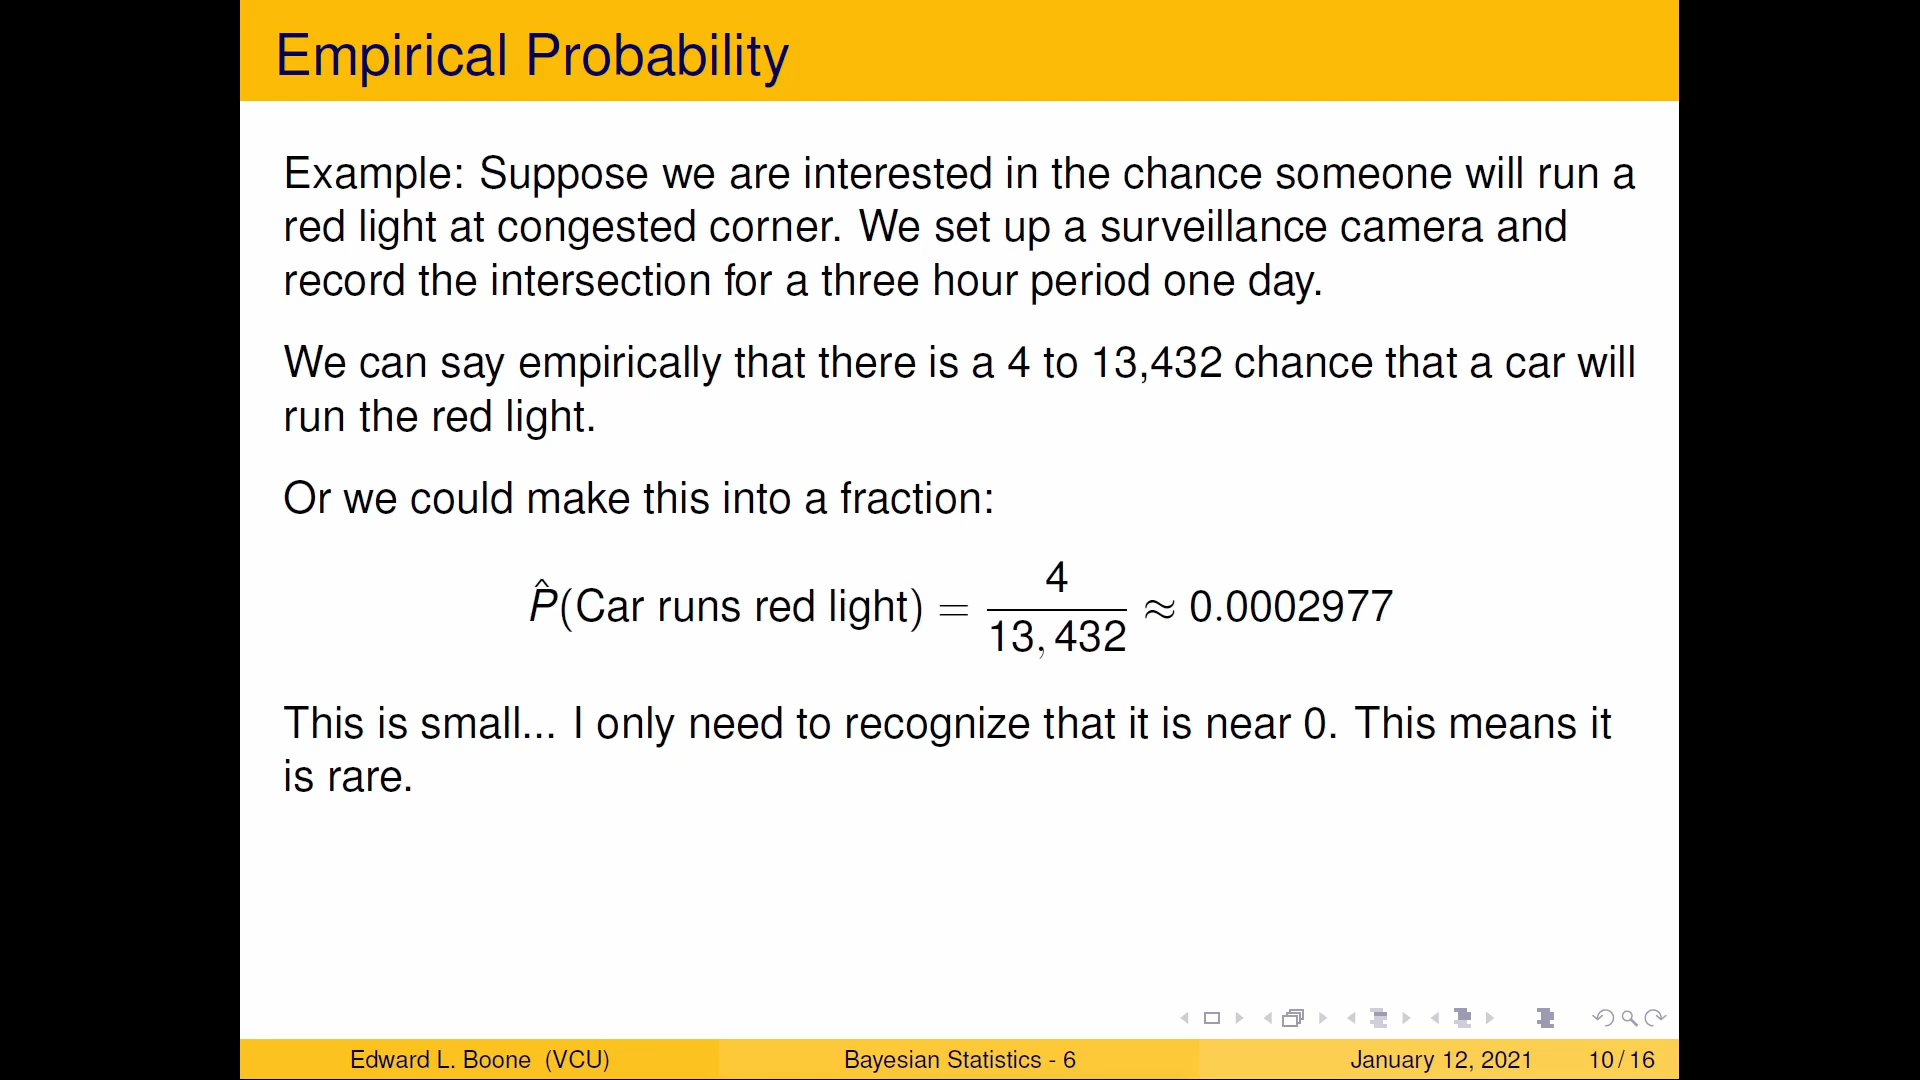 Empirical Probability
Example: Suppose we are interested in the chance someone will run a
red light at congested corner. We set up a surveillance camera and
record the intersection for a three hour period one day.
We can say empirically that there is a 4 to 13,432 chance that a car will
run the red light.
Or we could make this into a fraction:
P̂(Car runs red light) = 4/13,432 ≈ 0.0002977
This is small... I only need to recognize that it is near 0. This means it
is rare.
Edward L. Boone (VCU) Bayesian Statistics - 6 January 12, 2021 10/16